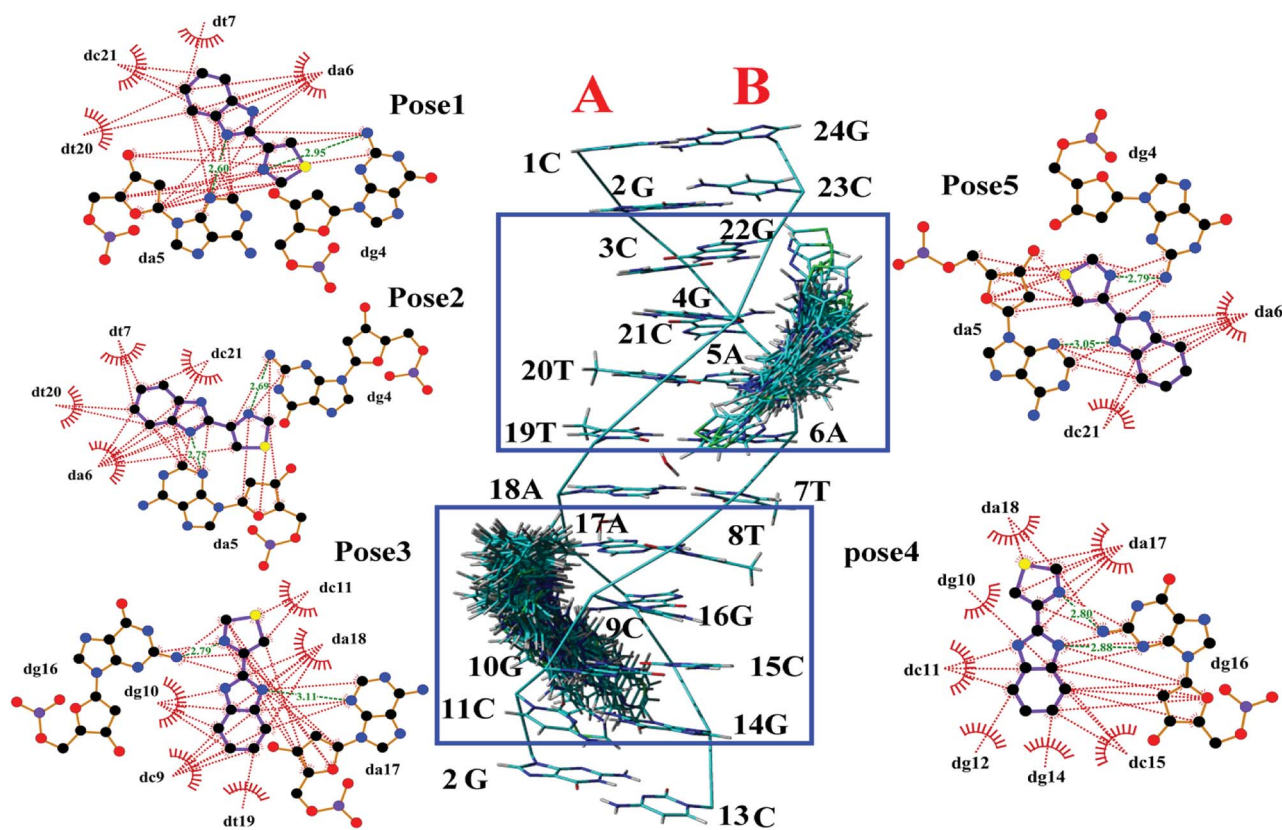 dt7
dc21
da6
Pose1
dt20
2.95
2.60
da5
dg4
Pose2
dt7
dc21
dt20
2.69
dg4
da6
2.75
da5
Pose3
dc11
2.79
da18
dg16
dg10
3.11
dc9
da17
dt19
A
B
24G
1C
2G
23C
22G
3C
4G
21C
5A
20T
19T
6A
18A
7T
17A
8T
16G
9C
10G
15C
11C
14G
2 G
13 C
Pose5
dg4
2.79
da5
da6
3.05
dc21
pose4
da18
da17
dg10
2.80
2.88
dc11
dg16
dg12
dg14
dc15